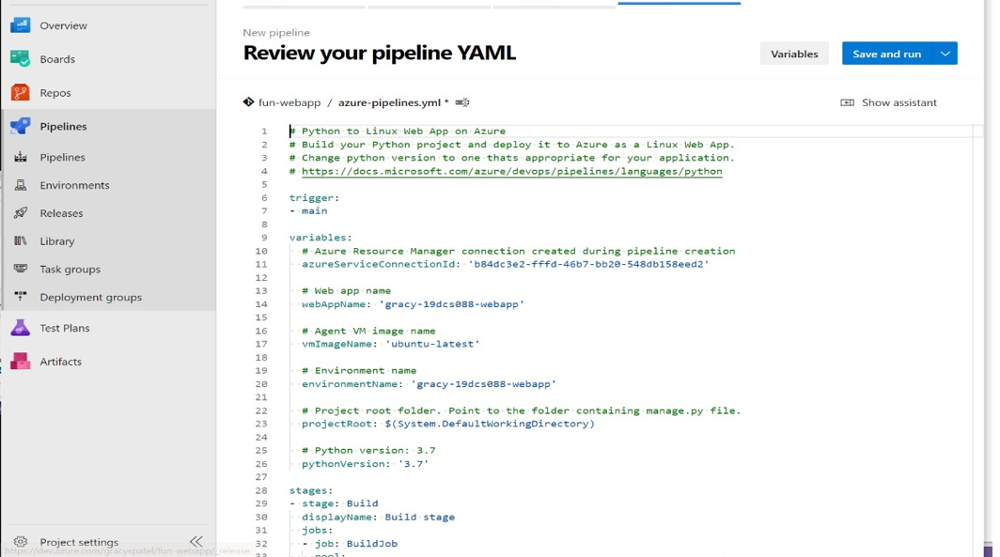 Overview
Boards
Repos
Pipelines
Pipelines
Environments
Releases
Library
Task groups
Deployment groups
Test Plans
Artifacts
Project settings
https://dev.azure.com/gracyspatel/fun-webapp/_release
New pipeline
Review your pipeline YAML
Variables
Save and run
fun-webapp / azure-pipelines.yml *
Show assistant
1 # Python to Linux Web App on Azure
2 # Build your Python project and deploy it to Azure as a Linux Web App.
3 # Change python version to one thats appropriate for your application.
4 # https://docs.microsoft.com/azure/devops/pipelines/languages/python
5
6 trigger:
7 - main
8
9 variables:
10 # Azure Resource Manager connection created during pipeline creation
11 azureServiceConnectionId: 'b84dc3e2-fffd-46b7-bb20-548db158eed2'
12
13 # Web app name
14 webAppName: 'gracy-19dcs088-webapp'
15
16 # Agent VM image name
17 vmImageName: 'ubuntu-latest'
18
19 # Environment name
20 environmentName: 'gracy-19dcs088-webapp'
21
22 # Project root folder. Point to the folder containing manage.py file.
23 projectRoot: $(System.DefaultWorkingDirectory)
24
25 # Python version: 3.7
26 pythonVersion: '3.7'
27
28 stages:
29 - stage: Build
30 displayName: Build stage
31 jobs:
32 - job: BuildJob
33 pool: